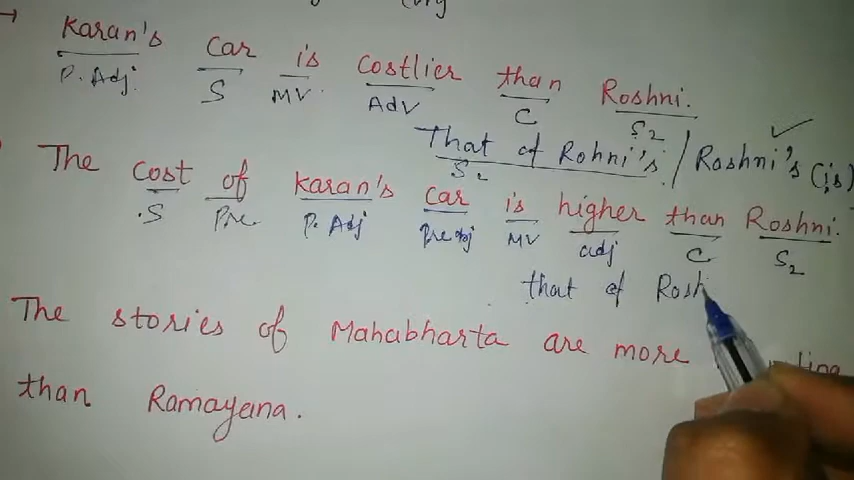 → Karan's car is costlier than Roshni.
P. Adj. S MV. Adv C S2
That of Rohni's / Roshni's (is)
S2
The cost of Karan's car is higher than Roshni.
.S Pre P. Adj Pre obj MV adj C S2
that of Rosh
The stories of Mahabharta are more
than Ramayana.